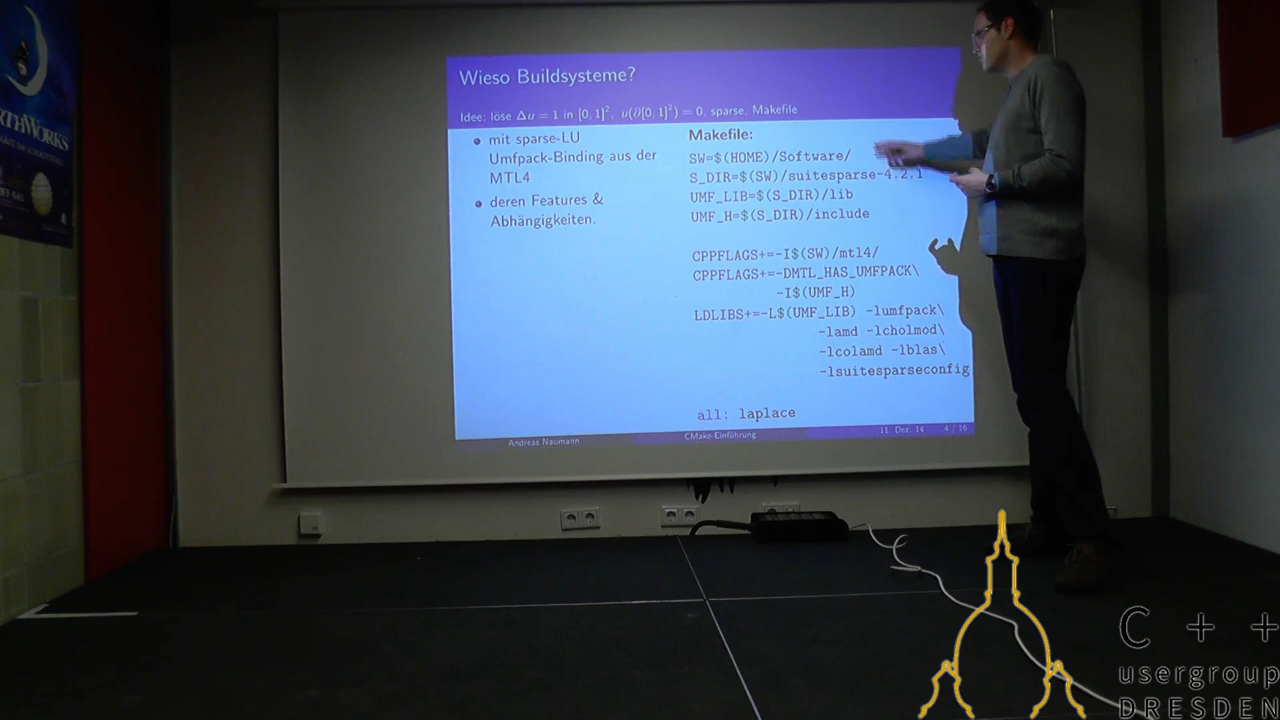 RTHWORKS
Wieso Buildsysteme?
Idee: löse Δu = 1 in [0, 1]², u(∂[0, 1]²) = 0, sparse, Makefile
• mit sparse-LU
Umfpack-Binding aus der
MTL4
• deren Features &
Abhängigkeiten.
Makefile:
SW=$(HOME)/Software/
S_DIR=$(SW)/suitesparse-4.2.1
UMF_LIB=$(S_DIR)/lib
UMF_H=$(S_DIR)/include
CPPFLAGS+=-I$(SW)/mtl4/
CPPFLAGS+=-DMTL_HAS_UMFPACK\
-I$(UMF_H)
LDLIBS+=-L$(UMF_LIB) -lumfpack\
-lamd -lcholmod\
-lcolamd -lblas\
-lsuitesparseconfig
all: laplace
Andreas Naumann CMake-Einführung 11. Dez. 14 4 / 16
C + +
usergroup
DRESDEN